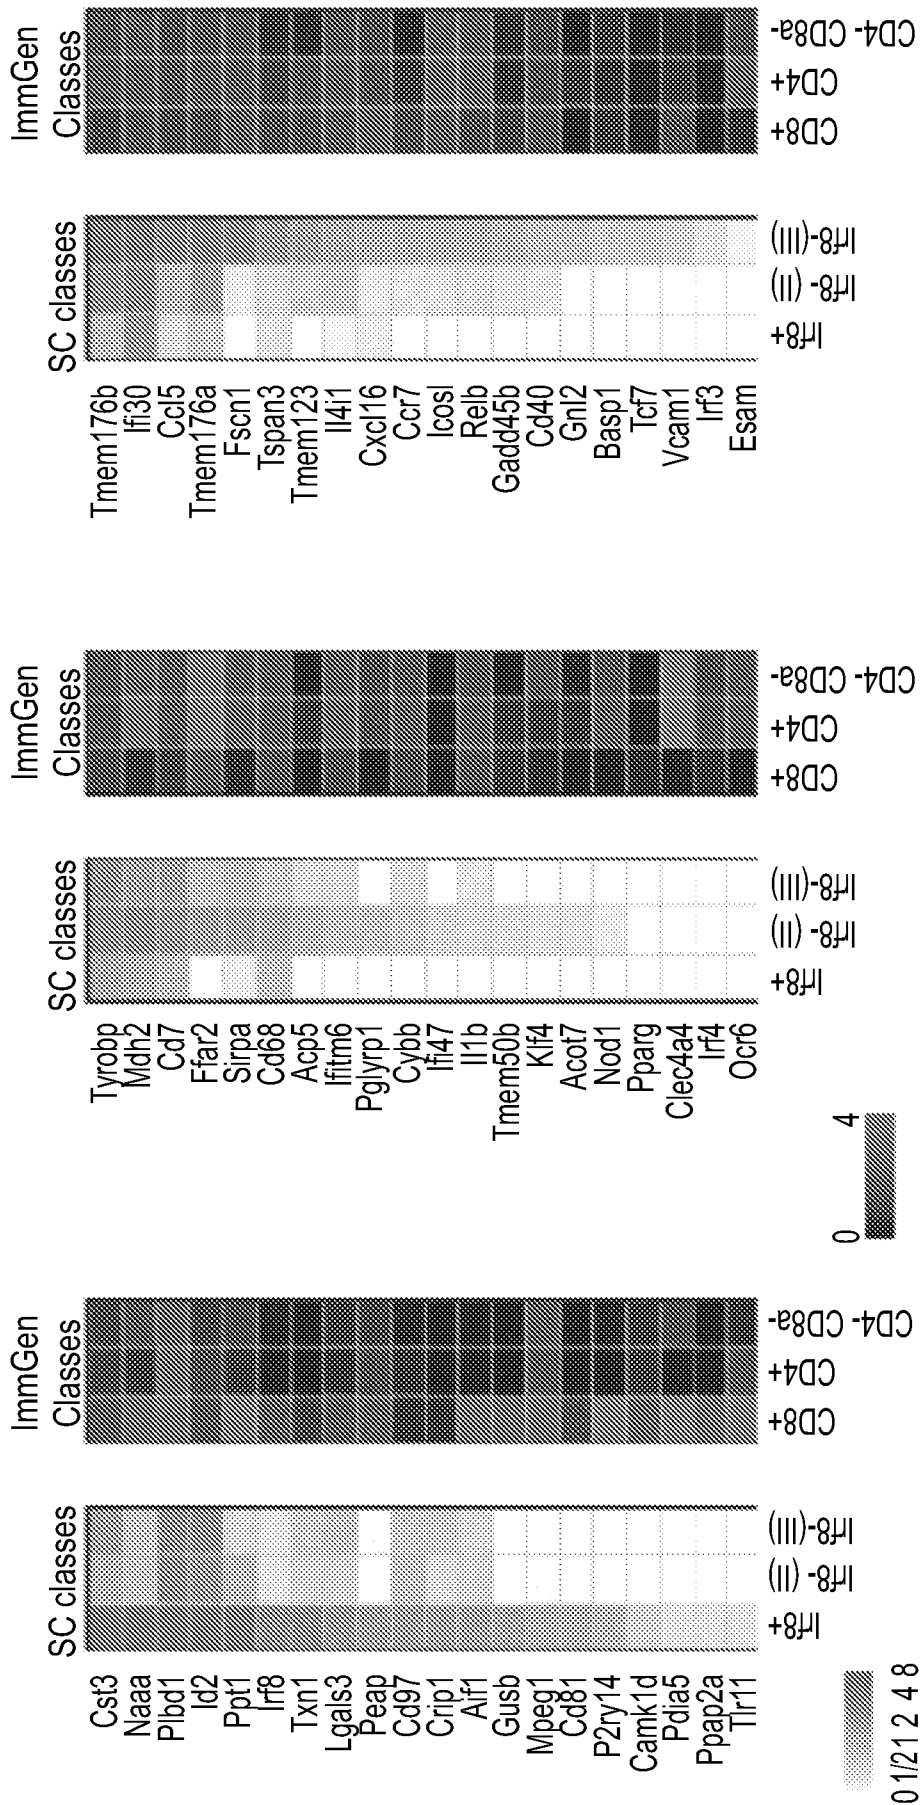 SC classes
ImmGen
Classes
Cst3
Naaa
Plbd1
Id2
Ppt1
Irf8
Txn1
Lgals3
Peap
Cd97
Crip1
Aif1
Gusb
Mpeg1
Cd81
P2ry14
Camk1d
Pdia5
Ppap2a
Tlr11
Irf8+
Irf8- (II)
Irf8-(III)
CD8+
CD4+
CD4- CD8a-
0 1/2 1 2 4 8
0 4
SC classes
ImmGen
Classes
Tyrobp
Mdh2
Cd7
Ffar2
Sirpa
Cd68
Acp5
Ifitm6
Pglyrp1
Cybb
Ifi47
Il1b
Tmem50b
Klf4
Acot7
Nod1
Pparg
Clec4a4
Irf4
Ocr6
Irf8+
Irf8- (II)
Irf8-(III)
CD8+
CD4+
CD4- CD8a-
SC classes
ImmGen
Classes
Tmem176b
Ifi30
Ccl5
Tmem176a
Fscn1
Tspan3
Tmem123
Il4i1
Cxcl16
Ccr7
Icosl
Relb
Gadd45b
Cd40
Gnl2
Basp1
Tcf7
Vcam1
Irf3
Esam
Irf8+
Irf8- (II)
Irf8-(III)
CD8+
CD4+
CD4- CD8a-